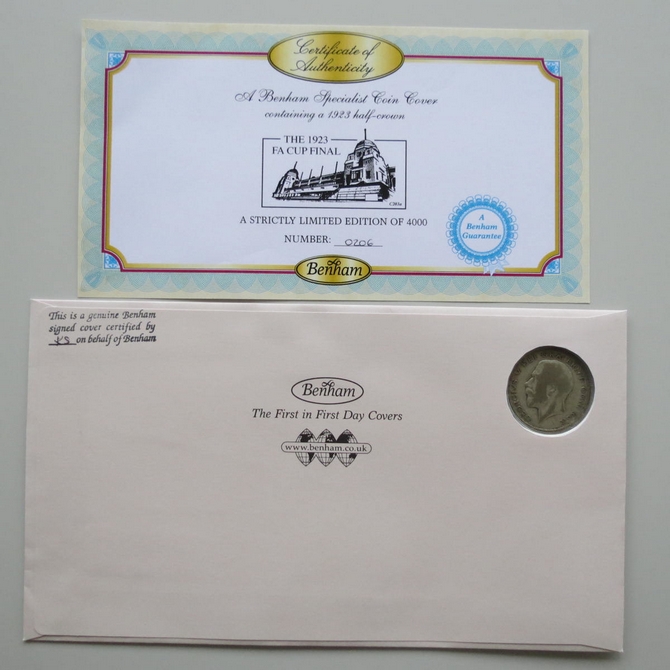 Certificate of
Authenticity
A Benham Specialist Coin Cover
containing a 1923 half-crown
THE 1923
FA CUP FINAL
A STRICTLY LIMITED EDITION OF 4000
NUMBER: 0206
A
Benham
Guarantee
Benham
This is a genuine Benham
signed cover certified by
on behalf of Benham
Benham
The First in First Day Covers
www.benham.co.uk